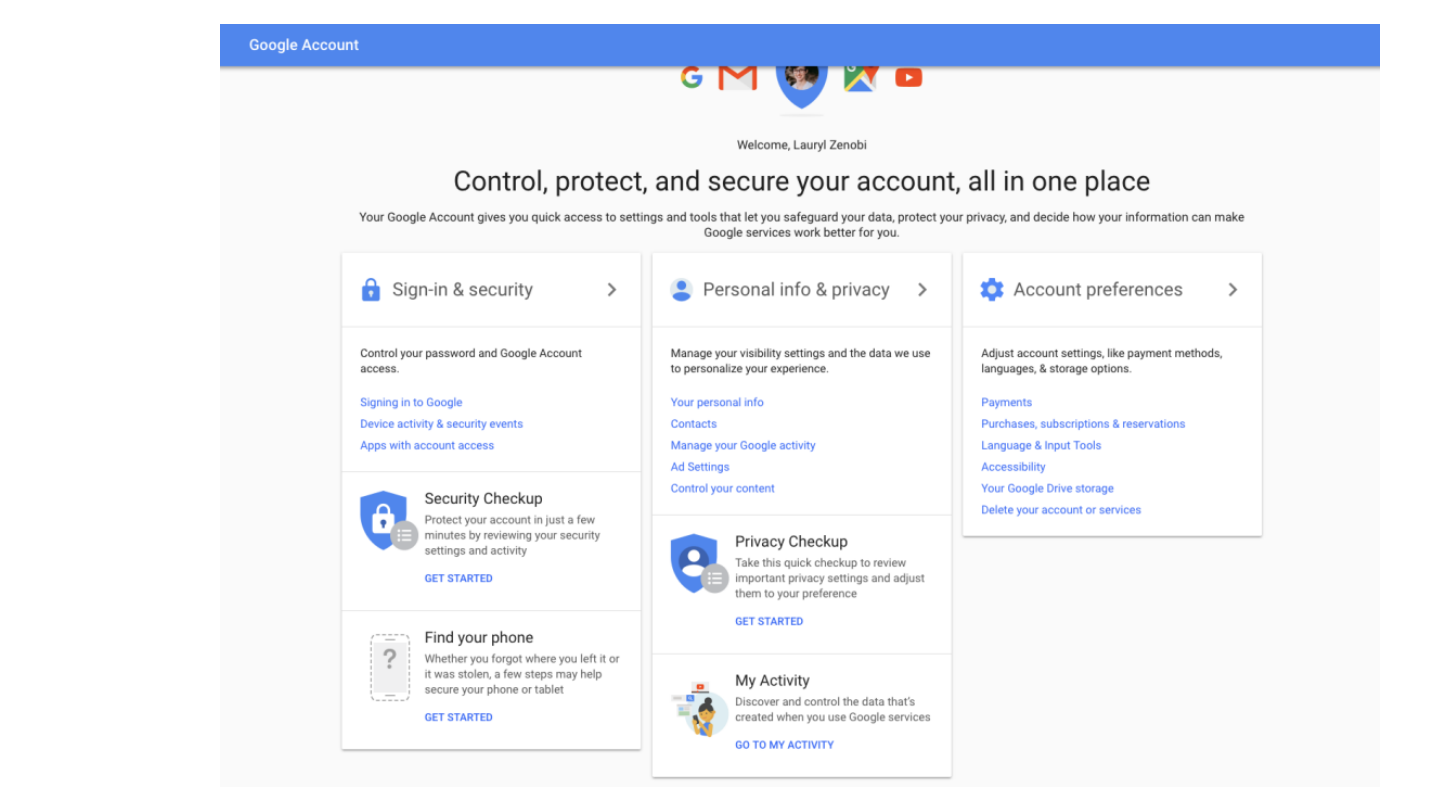 Google Account
Welcome, Lauryl Zenobi
Control, protect, and secure your account, all in one place
Your Google Account gives you quick access to settings and tools that let you safeguard your data, protect your privacy, and decide how your information can make
Google services work better for you.
Sign-in & security
Control your password and Google Account
access.
Signing in to Google
Device activity & security events
Apps with account access
Security Checkup
Protect your account in just a few
minutes by reviewing your security
settings and activity
GET STARTED
Find your phone
Whether you forgot where you left it or
it was stolen, a few steps may help
secure your phone or tablet
GET STARTED
Personal info & privacy
Manage your visibility settings and the data we use
to personalize your experience.
Your personal info
Contacts
Manage your Google activity
Ad Settings
Control your content
Privacy Checkup
Take this quick checkup to review
important privacy settings and adjust
them to your preference
GET STARTED
My Activity
Discover and control the data that's
created when you use Google services
GO TO MY ACTIVITY
Account preferences
Adjust account settings, like payment methods,
languages, & storage options.
Payments
Purchases, subscriptions & reservations
Language & Input Tools
Accessibility
Your Google Drive storage
Delete your account or services